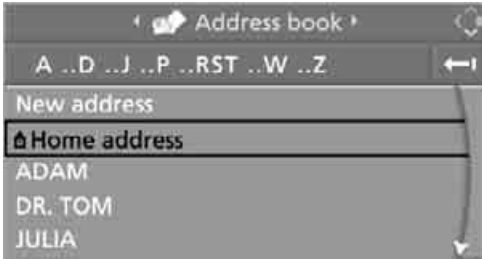 Address book
A ..D ..J ..P ..RST ..W ..Z
New address
Home address
ADAM
DR. TOM
JULIA